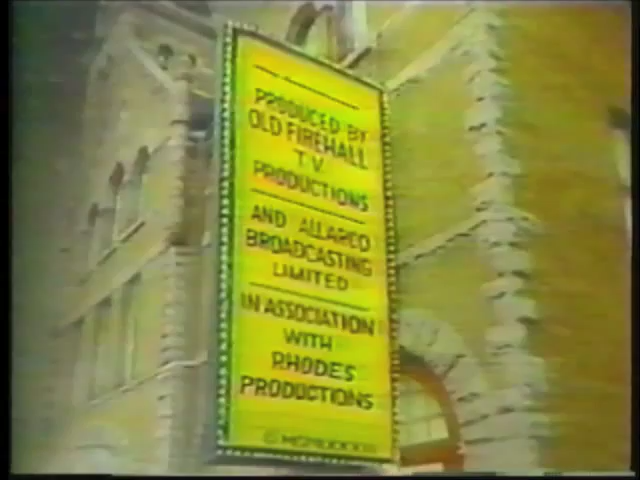 PRODUCED BY
OLD FIREHALL
T.V.
PRODUCTIONS
AND ALLARCO
BROADCASTING
LIMITED
IN ASSOCIATION
WITH
RHODES
PRODUCTIONS